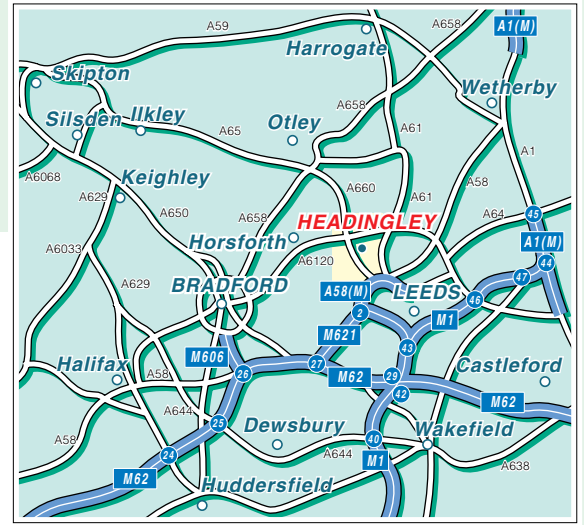 A59
A658
A1(M)
Harrogate
Skipton
Wetherby
A658
Silsden
Ilkley
Otley
A65
A61
A1
A6068
Keighley
A629
A660
A61
A58
A650
A658
HEADINGLEY
A64
45
A6033
Horsforth
A6120
A1(M)
44
A629
BRADFORD
A58(M)
LEEDS
47
46
2
M1
M621
43
M606
Halifax
27
Castleford
A58
26
M62
29
42
M62
A644
25
Dewsbury
Wakefield
A58
40
24
A644
M1
A638
M62
Huddersfield